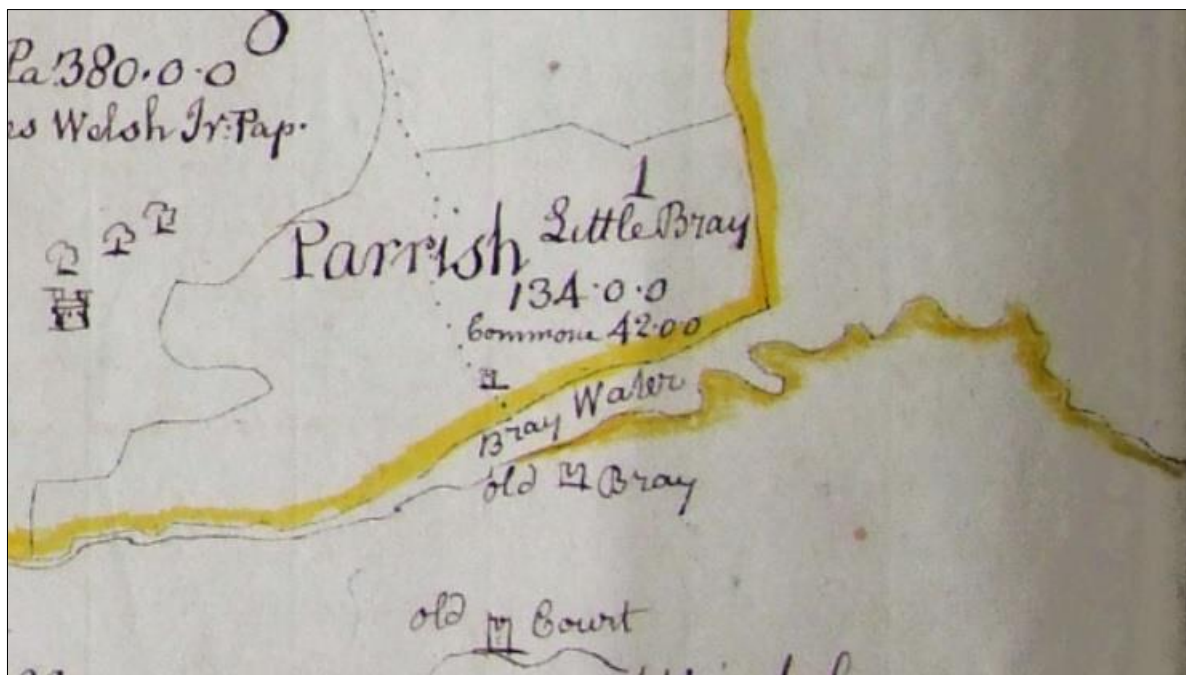 O
Pa 380.0.0
es Welsh Ir: Pap.
1
Little Bray
Parrish
134.0.0
Commons 42.0.0
Bray Water
old Bray
old Court